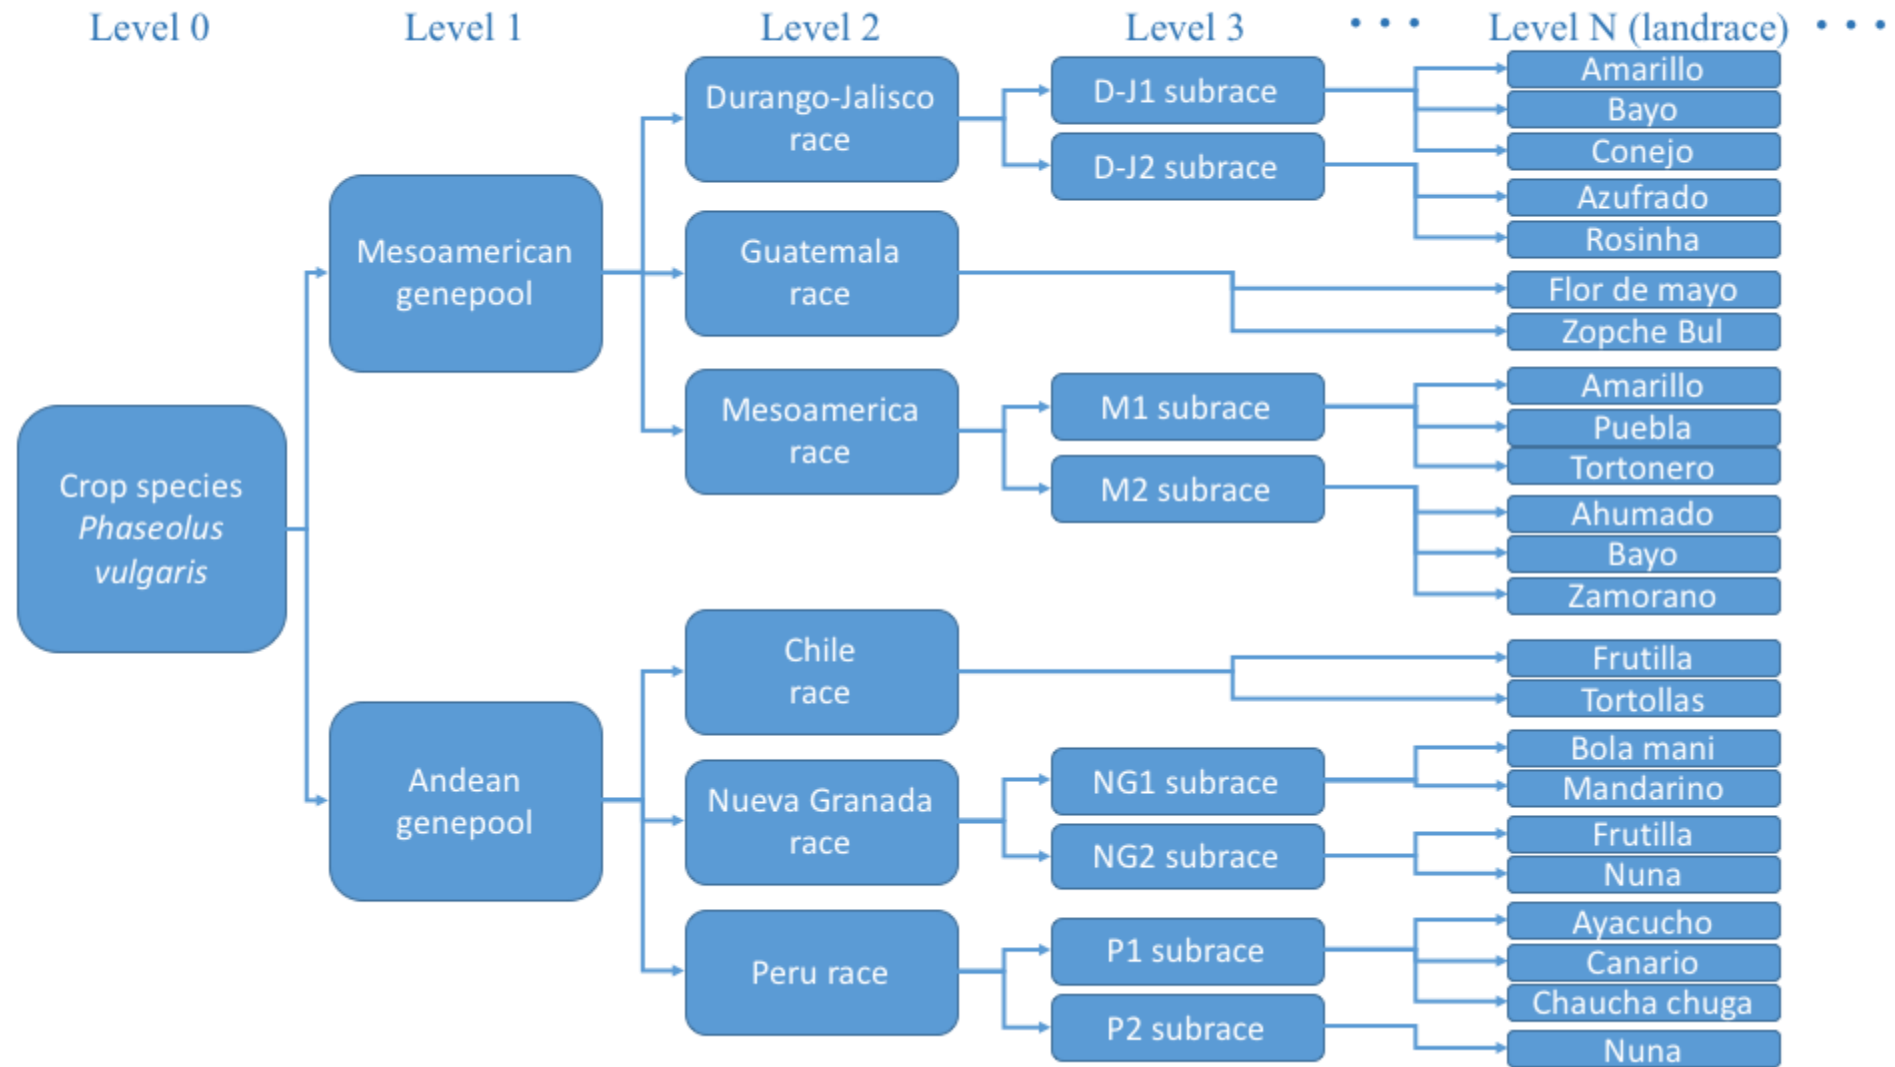 Level 0
Level 1
Level 2
Level 3
• • •
Level N (landrace)
• • •
Crop species
Phaseolus
vulgaris
Mesoamerican
genepool
Andean
genepool
Durango-Jalisco
race
Guatemala
race
Mesoamerica
race
Chile
race
Nueva Granada
race
Peru race
D-J1 subrace
D-J2 subrace
M1 subrace
M2 subrace
NG1 subrace
NG2 subrace
P1 subrace
P2 subrace
Amarillo
Bayo
Conejo
Azufrado
Rosinha
Flor de mayo
Zopche Bul
Amarillo
Puebla
Tortonero
Ahumado
Bayo
Zamorano
Frutilla
Tortollas
Bola mani
Mandarino
Frutilla
Nuna
Ayacucho
Canario
Chaucha chuga
Nuna